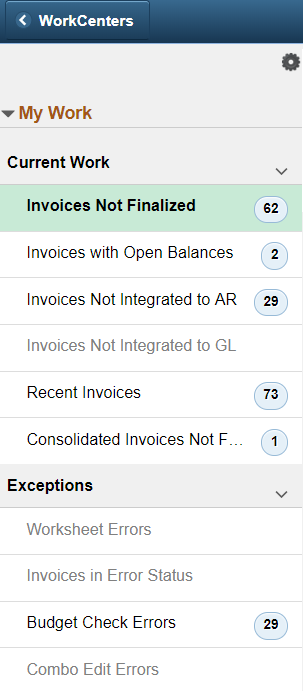 WorkCenters
My Work
Current Work
Invoices Not Finalized 62
Invoices with Open Balances 2
Invoices Not Integrated to AR 29
Invoices Not Integrated to GL
Recent Invoices 73
Consolidated Invoices Not F... 1
Exceptions
Worksheet Errors
Invoices in Error Status
Budget Check Errors 29
Combo Edit Errors